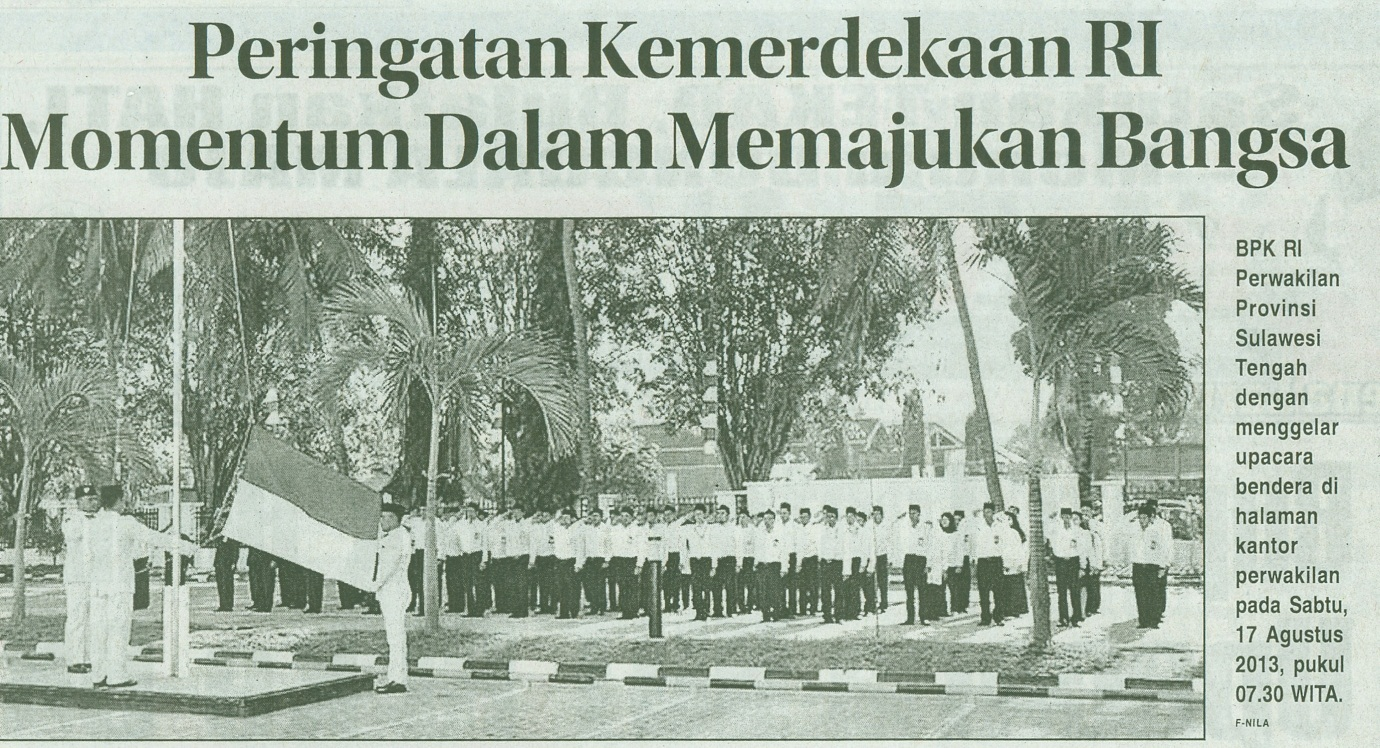 Peringatan Kemerdekaan RI
Momentum Dalam Memajukan Bangsa
BPK RI
Perwakilan
Provinsi
Sulawesi
Tengah
dengan
menggelar
upacara
bendera di
halaman
kantor
perwakilan
pada Sabtu,
17 Agustus
2013, pukul
07.30 WITA.
F-NILA